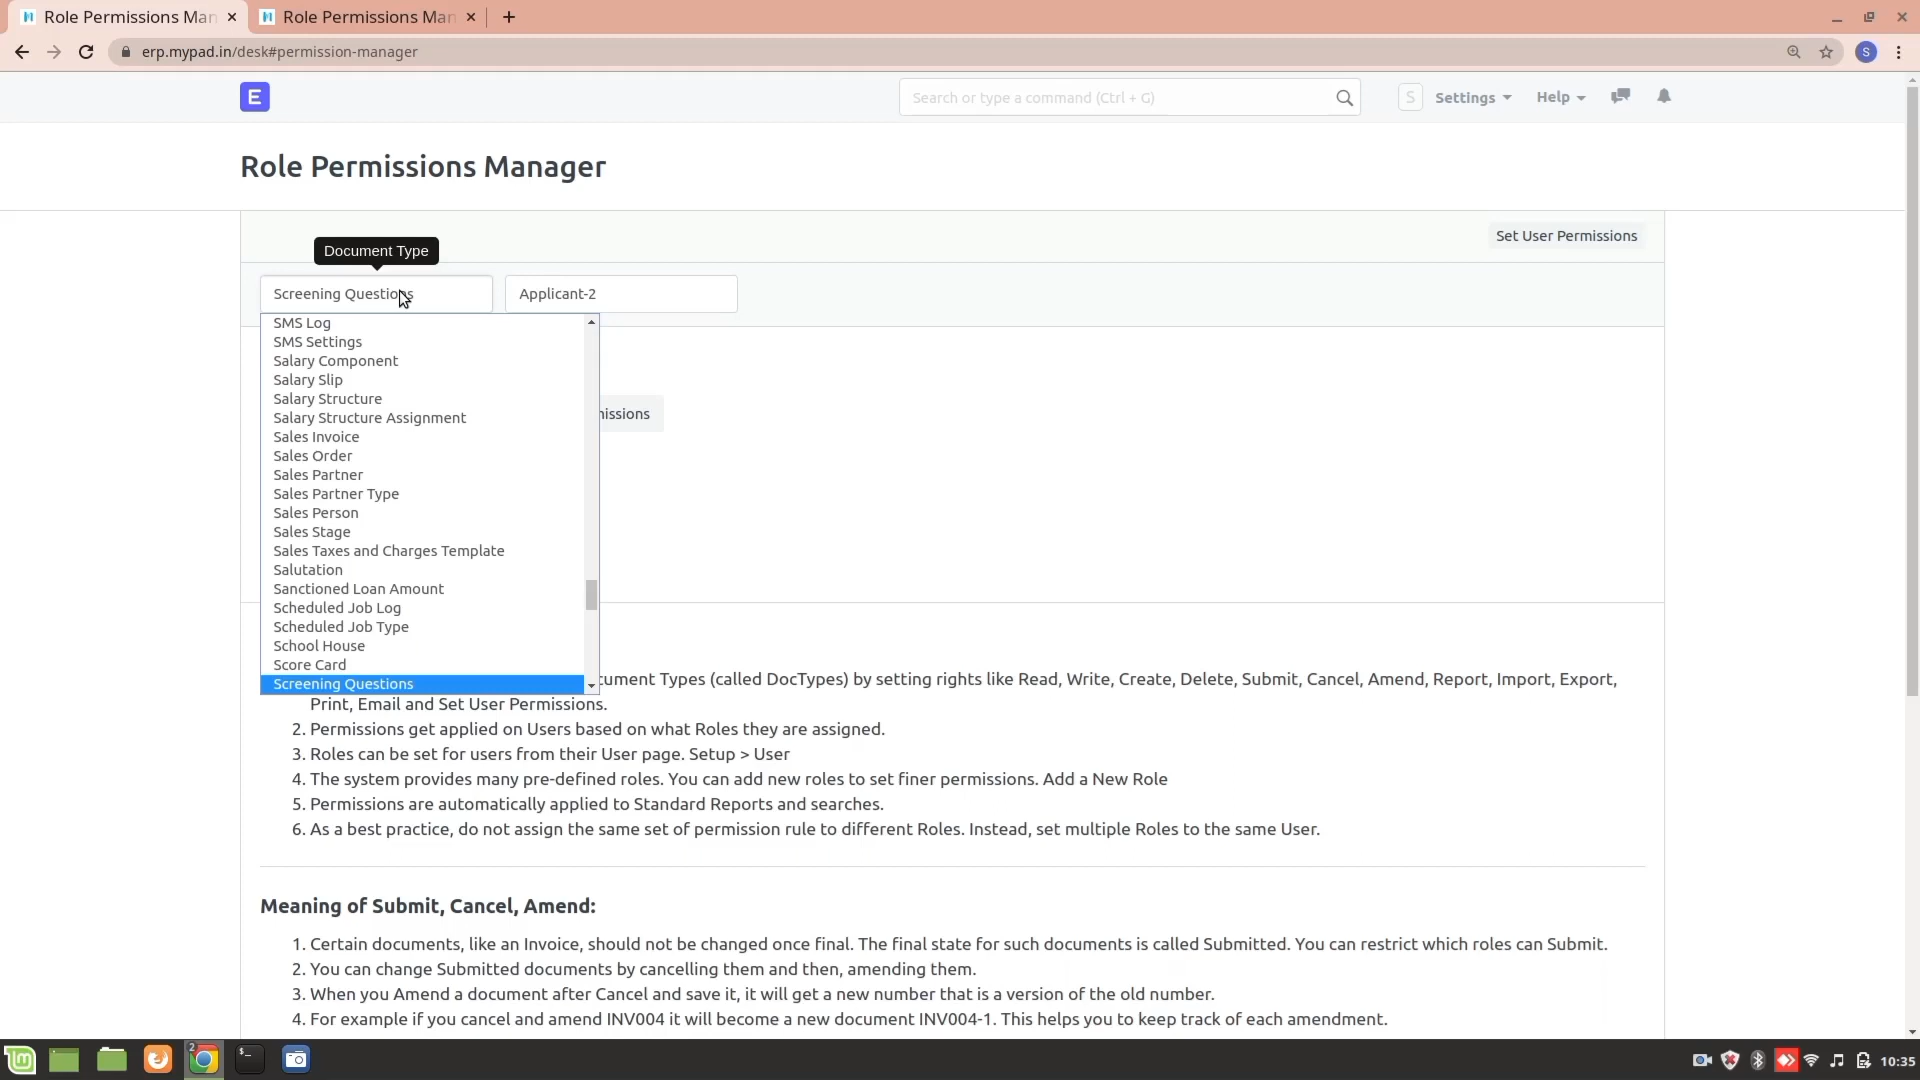 Role Permissions Man
Role Permissions Man
erp.mypad.in/desk#permission-manager
S
E
Search or type a command (Ctrl + G)
S
Settings
Help
Role Permissions Manager
Set User Permissions
Document Type
Screening Questions
Applicant-2
SMS Log
SMS Settings
Salary Component
Salary Slip
Salary Structure
missions
Salary Structure Assignment
Sales Invoice
Sales Order
Sales Partner
Sales Partner Type
Sales Person
Sales Stage
Sales Taxes and Charges Template
Salutation
Sanctioned Loan Amount
Scheduled Job Log
Scheduled Job Type
School House
Score Card
Screening Questions
cument Types (called DocTypes) by setting rights like Read, Write, Create, Delete, Submit, Cancel, Amend, Report, Import, Export,
Print, Email and Set User Permissions.
2. Permissions get applied on Users based on what Roles they are assigned.
3. Roles can be set for users from their User page. Setup > User
4. The system provides many pre-defined roles. You can add new roles to set finer permissions. Add a New Role
5. Permissions are automatically applied to Standard Reports and searches.
6. As a best practice, do not assign the same set of permission rule to different Roles. Instead, set multiple Roles to the same User.
Meaning of Submit, Cancel, Amend:
1. Certain documents, like an Invoice, should not be changed once final. The final state for such documents is called Submitted. You can restrict which roles can Submit.
2. You can change Submitted documents by cancelling them and then, amending them.
3. When you Amend a document after Cancel and save it, it will get a new number that is a version of the old number.
4. For example if you cancel and amend INV004 it will become a new document INV004-1. This helps you to keep track of each amendment.
2
10:35